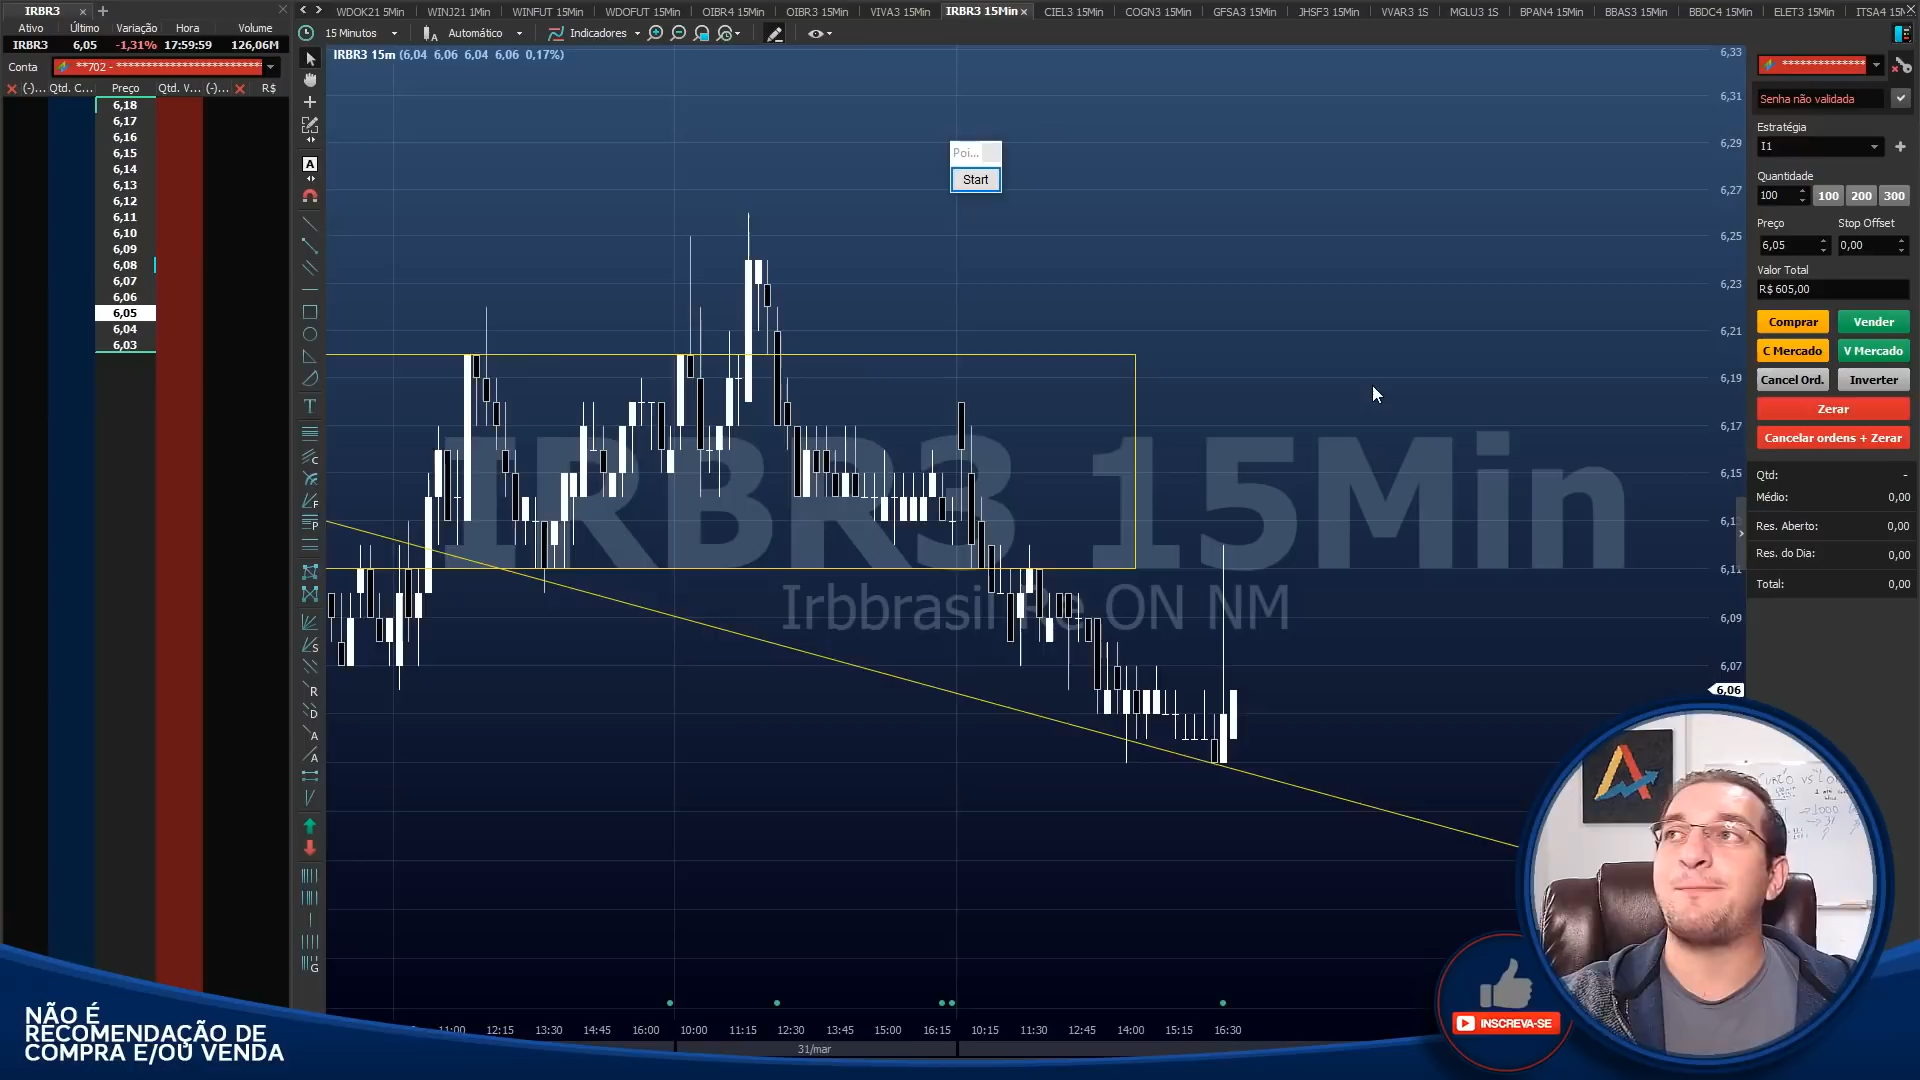 IRBR3
WDOK21 5Min WINJ21 1Min WINFUT 15Min WDOFUT 15Min OIBR4 15Min OIBR3 15Min VIVA3 15Min IRBR3 15Min CIEL3 15Min COGN3 15Min GFSA3 15Min JHSF3 15Min VVAR3 1S MGLU3 1S BPAN4 15Min BBAS3 15Min BBDC4 15Min ELET3 15Min ITSA4 15M
Ativo Último Variação Hora Volume
IRBR3 6,05 -1,31% 17:59:59 126,06M
15 Minutos Automático Indicadores
IRBR3 15m (6,04 6,06 6,04 6,06 0,17%)
Conta **702 - ********************
(-)... Qtd. C... Preço Qtd. V... (-)... R$
6,18
6,17
6,16
6,15
6,14
6,13
6,12
6,11
6,10
6,09
6,08
6,07
6,06
6,05
6,04
6,03
Poi...
Start
IRBR3 15Min
Irbbrasil Re ON NM
6,33
6,31
6,29
6,27
6,25
6,23
6,21
6,19
6,17
6,15
6,11
6,09
6,07
6,06
11:00 12:15 13:30 14:45 16:00 10:00 11:15 12:30 13:45 15:00 16:15 10:15 11:30 12:45 14:00 15:15 16:30
31/mar
**************
Senha não validada
Estratégia
I1
Quantidade
100 100 200 300
Preço Stop Offset
6,05 0,00
Valor Total
R$ 605,00
Comprar Vender
C Mercado V Mercado
Cancel Ord. Inverter
Zerar
Cancelar ordens + Zerar
Qtd: -
Médio: 0,00
Res. Aberto: 0,00
Res. do Dia: 0,00
Total: 0,00
NÃO É
RECOMENDAÇÃO DE
COMPRA E/OU VENDA
INSCREVA-SE